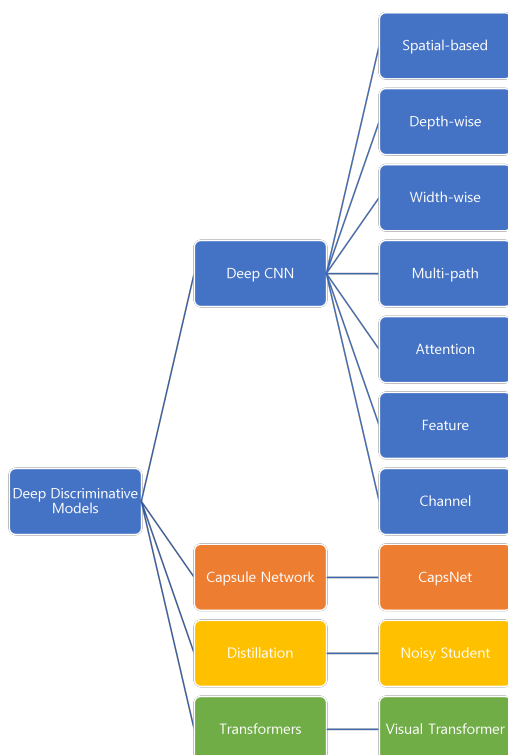 Spatial-based
Depth-wise
Width-wise
Deep CNN
Multi-path
Attention
Feature
Deep Discriminative
Models
Channel
Capsule Network
CapsNet
Distillation
Noisy Student
Transformers
Visual Transformer